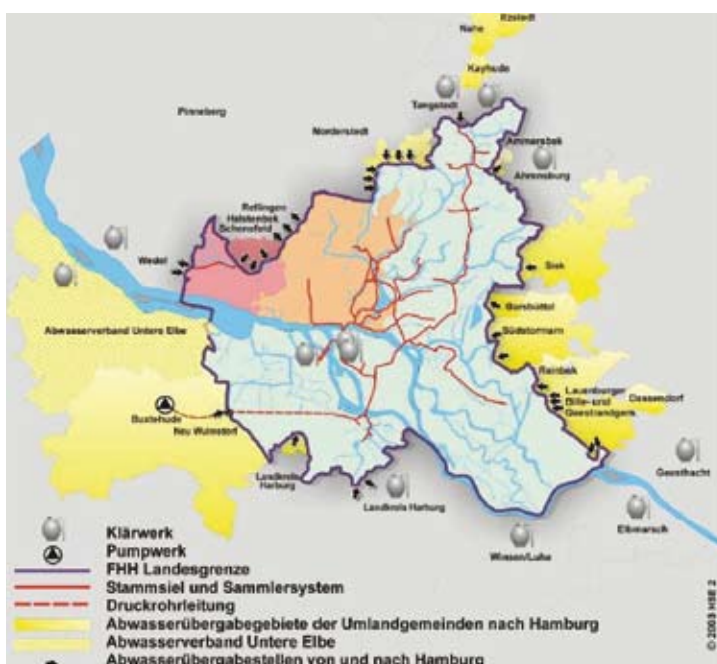 Itzstedt
Nahe
Kayhude
Tangstedt
Pinneberg
Norderstedt
Ammersbek
Ahrensburg
Rellingen
Halstenbek
Schenefeld
Wedel
Siek
Barsbüttel
Südstormarn
Abwasserverband Untere Elbe
Reinbek
Lauenburger
Bille- und
Geestrandgem.
Dassendorf
Buxtehude
Neu Wulmstorf
Landkreis
Harburg
Landkreis Harburg
Geesthacht
Elbmarsch
Winsen/Luhe
Klärwerk
Pumpwerk
FHH Landesgrenze
Stammsiel und Sammlersystem
Druckrohrleitung
Abwasserübergabegebiete der Umlandgemeinden nach Hamburg
Abwasserverband Untere Elbe
Abwasserübergabestellen von und nach Hamburg
© 2003 HSE 2